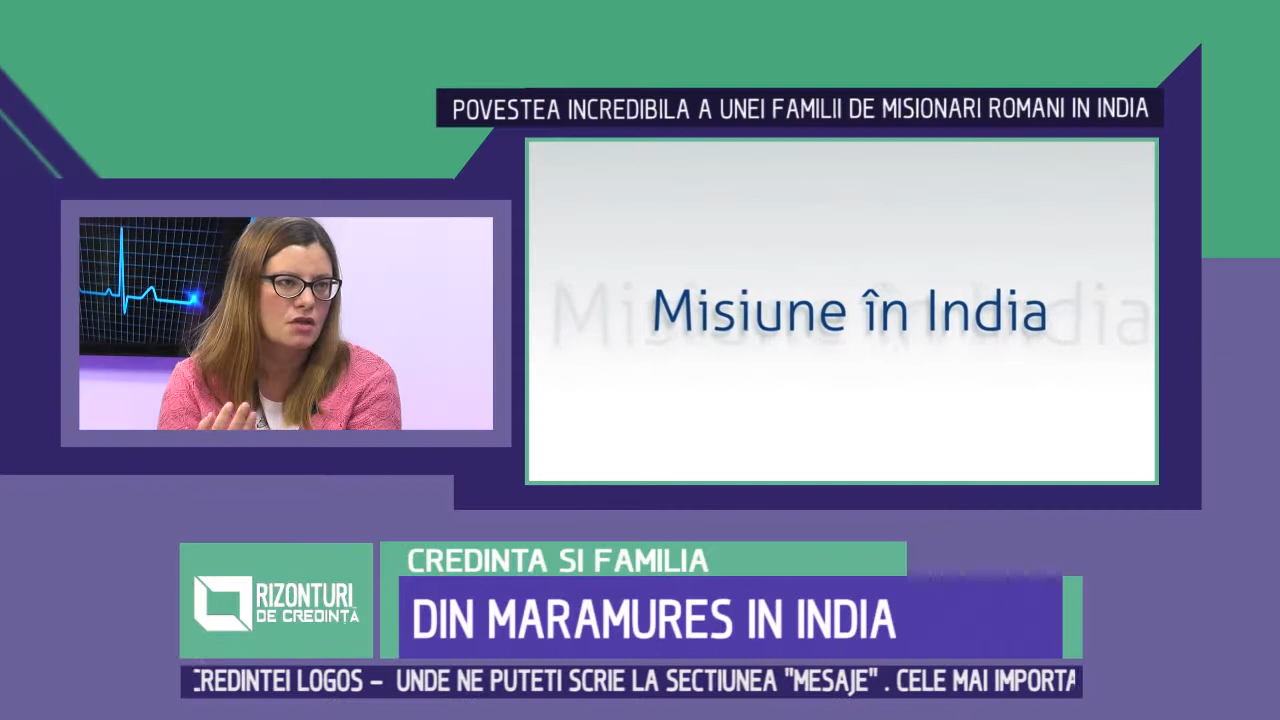 POVESTEA INCREDIBILA A UNEI FAMILII DE MISIONARI ROMANI IN INDIA
Misiune în India
CREDINTA SI FAMILIA
RIZONTURI
DE CREDINȚĂ
DIN MARAMURES IN INDIA
CREDINTEI LOGOS – UNDE NE PUTETI SCRIE LA SECTIUNEA "MESAJE" . CELE MAI IMPORTA